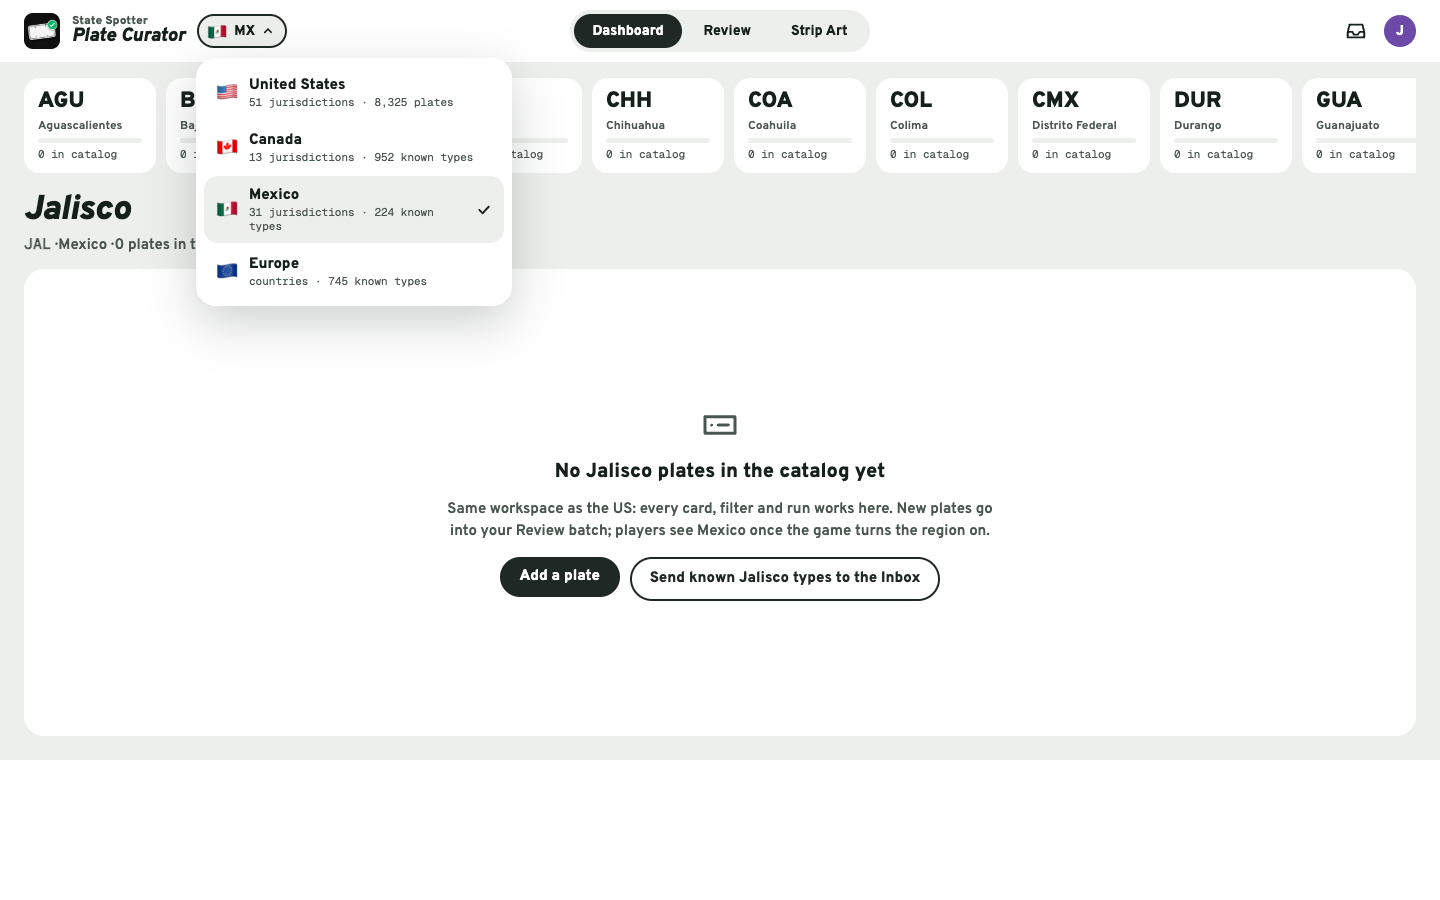 State Spotter
Plate Curator
MX
Dashboard
Review
Strip Art
J
United States
51 jurisdictions · 8,325 plates
Canada
13 jurisdictions · 952 known types
Mexico
31 jurisdictions · 224 known
types
Europe
countries · 745 known types
AGU
Aguascalientes
0 in catalog
CHH
Chihuahua
0 in catalog
COA
Coahuila
0 in catalog
COL
Colima
0 in catalog
CMX
Distrito Federal
0 in catalog
DUR
Durango
0 in catalog
GUA
Guanajuato
0 in catalog
Jalisco
JAL ·Mexico ·0 plates in t
No Jalisco plates in the catalog yet
Same workspace as the US: every card, filter and run works here. New plates go
into your Review batch; players see Mexico once the game turns the region on.
Add a plate
Send known Jalisco types to the Inbox